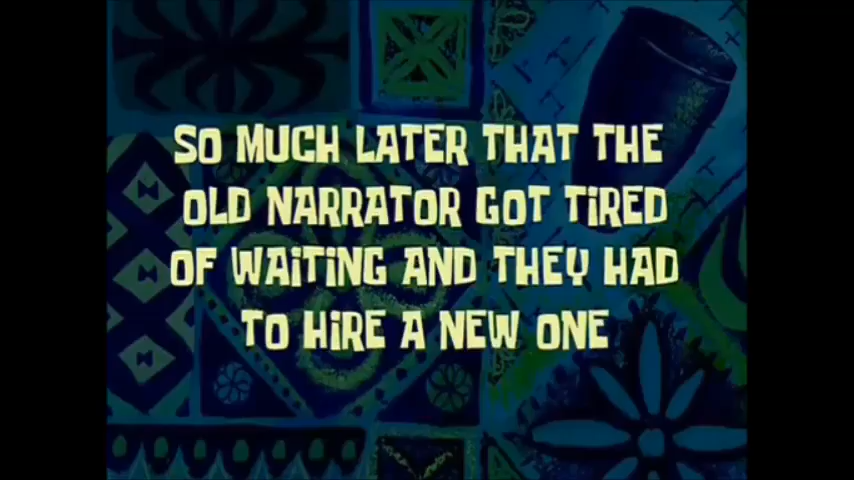 SO MUCH LATER THAT THE
OLD NARRATOR GOT TIRED
OF WAITING AND THEY HAD
TO HIRE A NEW ONE